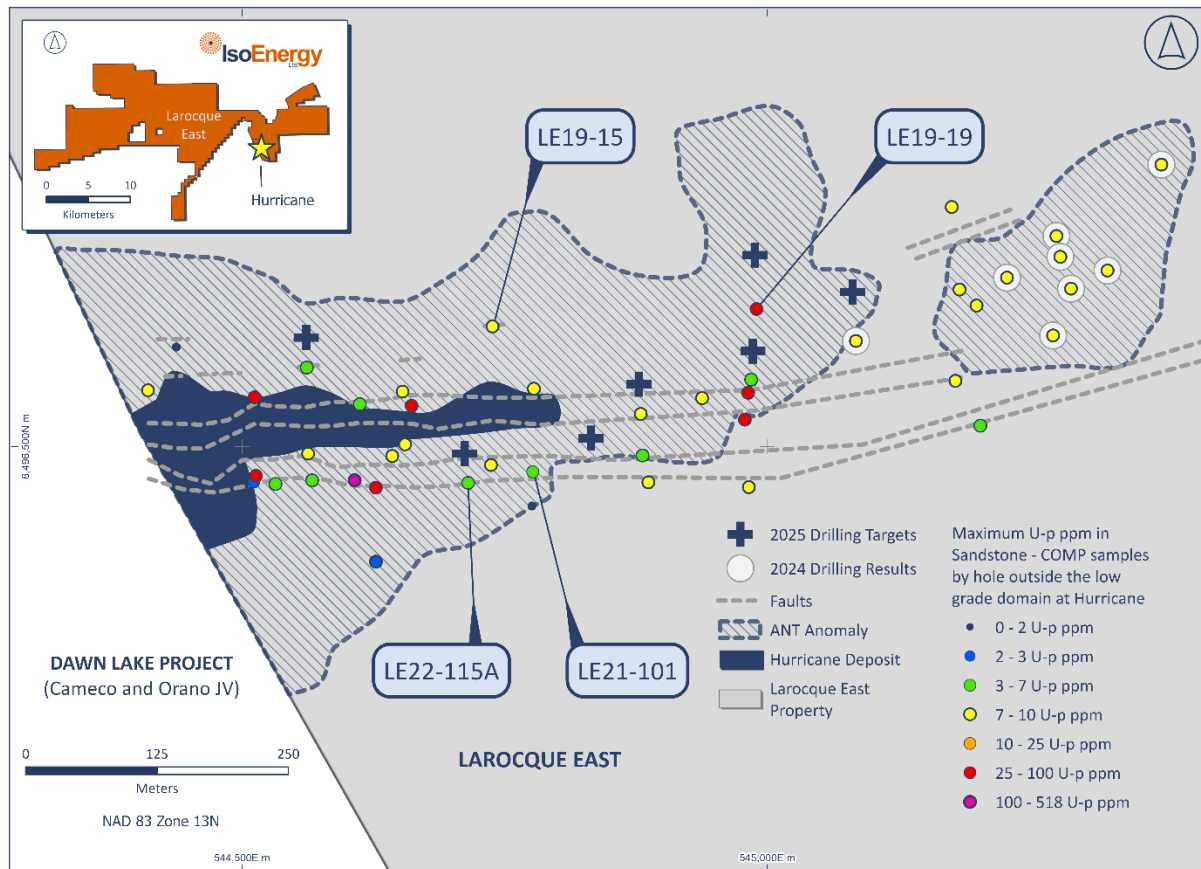 IsoEnergy
Ltd.
Larocque
East
0 5 10
Kilometers
Hurricane
LE19-15
LE19-19
6,496,500N m
LE22-115A
LE21-101
DAWN LAKE PROJECT
(Cameco and Orano JV)
LAROCQUE EAST
0 125 250
Meters
NAD 83 Zone 13N
2025 Drilling Targets
2024 Drilling Results
Faults
ANT Anomaly
Hurricane Deposit
Larocque East
Property
Maximum U-p ppm in
Sandstone - COMP samples
by hole outside the low
grade domain at Hurricane
0 - 2 U-p ppm
2 - 3 U-p ppm
3 - 7 U-p ppm
7 - 10 U-p ppm
10 - 25 U-p ppm
25 - 100 U-p ppm
100 - 518 U-p ppm
544,500E m
545,000E m